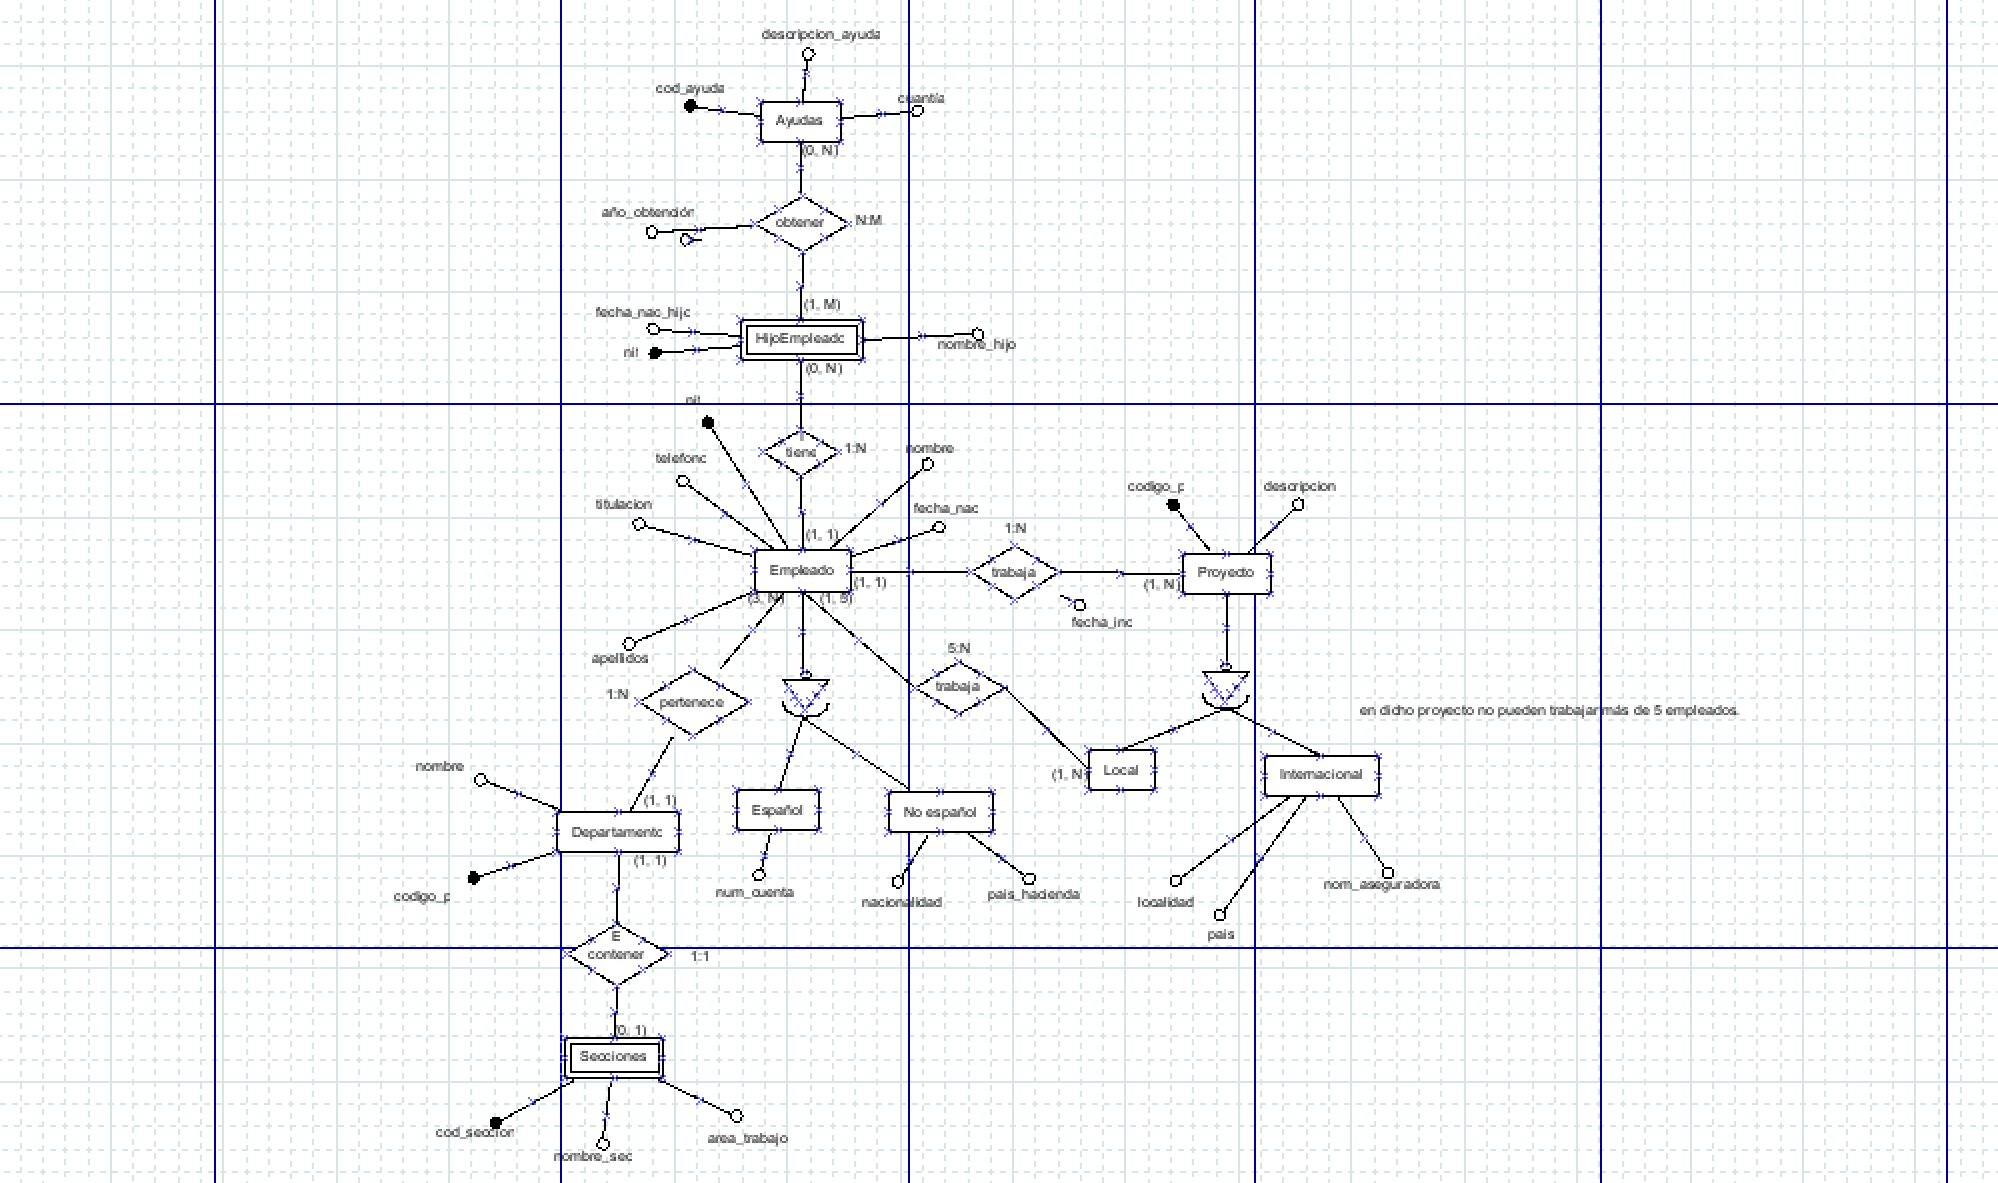 descripcion_ayuda
cod_ayuda
cuantía
Ayudas
(0, N)
año_obtención
obtener
N:M
(1, M)
fecha_nac_hijo
HijoEmpleado
nif
nombre_hijo
(0, N)
nif
tiene
1:N
nombre
telefono
titulacion
fecha_nac
codigo_p
descripcion
1:N
(1, 1)
Empleado
trabaja
Proyecto
(1, 1)
(1, N)
(3, N)
(1, 5)
fecha_inc
apellidos
5:N
trabaja
1:N
pertenece
en dicho proyecto no pueden trabajar más de 5 empleados.
nombre
(1, N)
Local
Internacional
(1, 1)
Español
No español
Departamento
(1, 1)
num_cuenta
nacionalidad
pais_hacienda
nom_aseguradora
codigo_p
localidad
pais
E
contener
1:1
(0, 1)
Secciones
cod_seccion
nombre_sec
area_trabajo